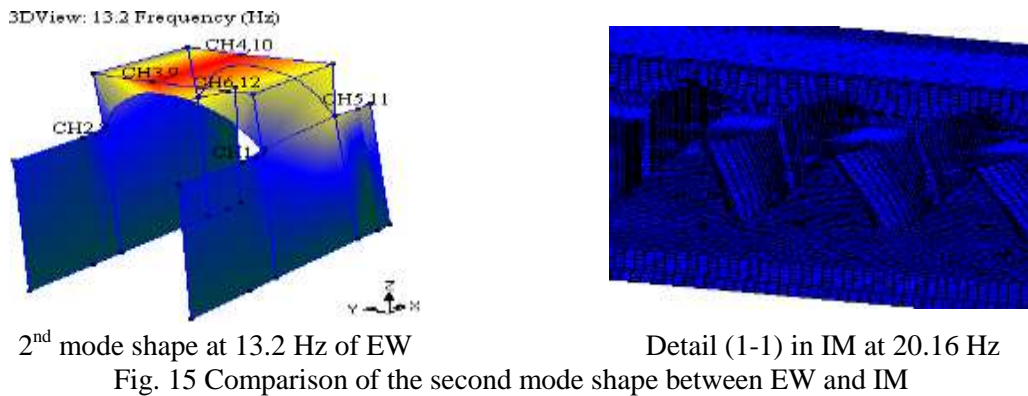 3DView: 13.2 Frequency (Hz)
CH4,10
CH3,9
CH6,12
CH5,11
CH2
CH1
Z
Y
X
2nd mode shape at 13.2 Hz of EW
Detail (1-1) in IM at 20.16 Hz
Fig. 15 Comparison of the second mode shape between EW and IM